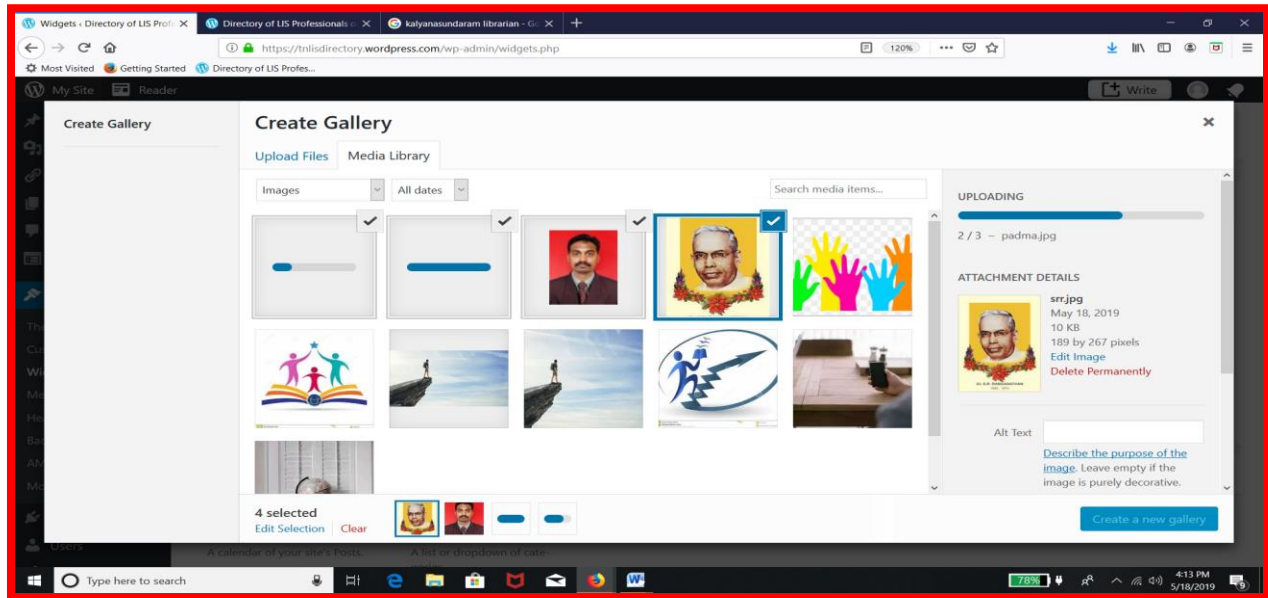 Widgets ‹ Directory of LIS Prof
Directory of LIS Professionals
kalyanasundaram librarian - Go
https://tnlisdirectory.wordpress.com/wp-admin/widgets.php
120%
Most Visited
Getting Started
Directory of LIS Profes...
My Site
Reader
Write
Create Gallery
Create Gallery
Upload Files
Media Library
Images
All dates
Search media items...
UPLOADING
2 / 3 – padma.jpg
ATTACHMENT DETAILS
srr.jpg
May 18, 2019
10 KB
189 by 267 pixels
Edit Image
Delete Permanently
Alt Text
Describe the purpose of the
image. Leave empty if the
image is purely decorative.
4 selected
Edit Selection
Clear
Create a new gallery
Users
A calendar of your site's Posts.
A list or dropdown of cate-
Type here to search
78%
4:13 PM
5/18/2019